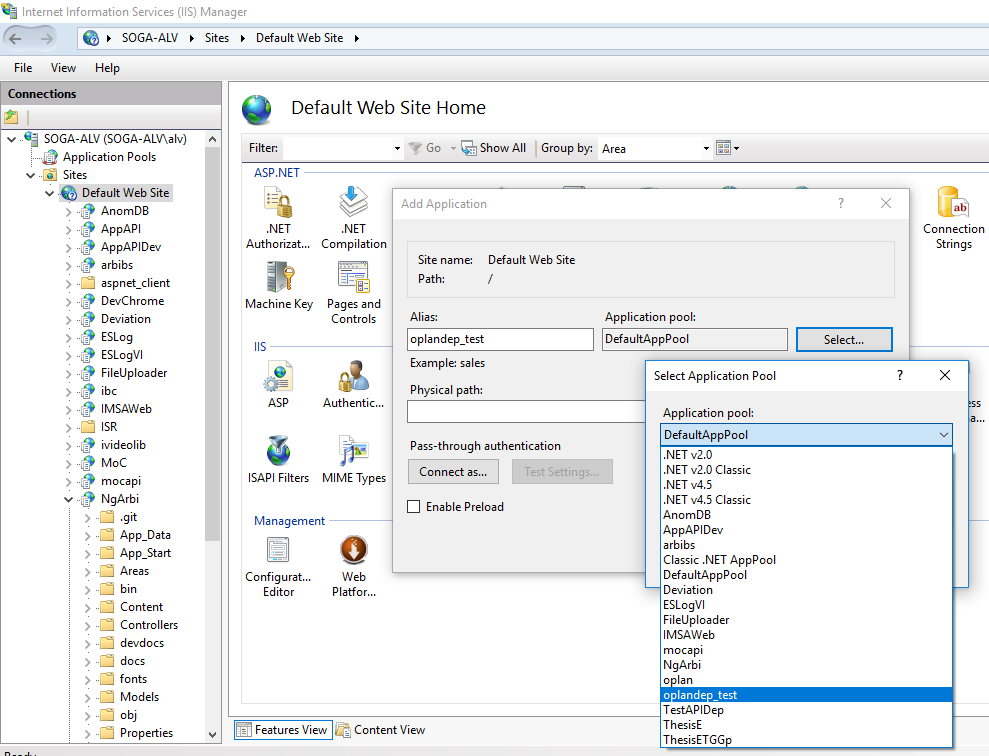 Internet Information Services (IIS) Manager
SOGA-ALV
Sites
Default Web Site
File View Help
Connections
SOGA-ALV (SOGA-ALV\alv)
Application Pools
Sites
Default Web Site
AnomDB
AppAPI
AppAPIDev
arbibs
aspnet_client
DevChrome
Deviation
ESLog
ESLogVI
FileUploader
ibc
IMSAWeb
ISR
ivideolib
MoC
mocapi
NgArbi
.git
App_Data
App_Start
Areas
bin
Content
Controllers
devdocs
docs
fonts
Models
obj
Properties
Default Web Site Home
Filter: Go Show All Group by: Area
ASP.NET
.NET Authorizat...
.NET Compilation
Connection Strings
Machine Key
Pages and Controls
IIS
ASP
Authentic...
ISAPI Filters
MIME Types
Management
Configurat... Editor
Web Platfor...
Features View
Content View
Add Application ?
Site name: Default Web Site
Path: /
Alias: Application pool:
oplandep_test DefaultAppPool Select...
Example: sales
Physical path:
Pass-through authentication
Connect as... Test Settings...
Enable Preload
Select Application Pool ?
Application pool:
DefaultAppPool
.NET v2.0
.NET v2.0 Classic
.NET v4.5
.NET v4.5 Classic
AnomDB
AppAPIDev
arbibs
Classic .NET AppPool
DefaultAppPool
Deviation
ESLogVI
FileUploader
IMSAWeb
mocapi
NgArbi
oplan
oplandep_test
TestAPIDep
ThesisE
ThesisETGGp